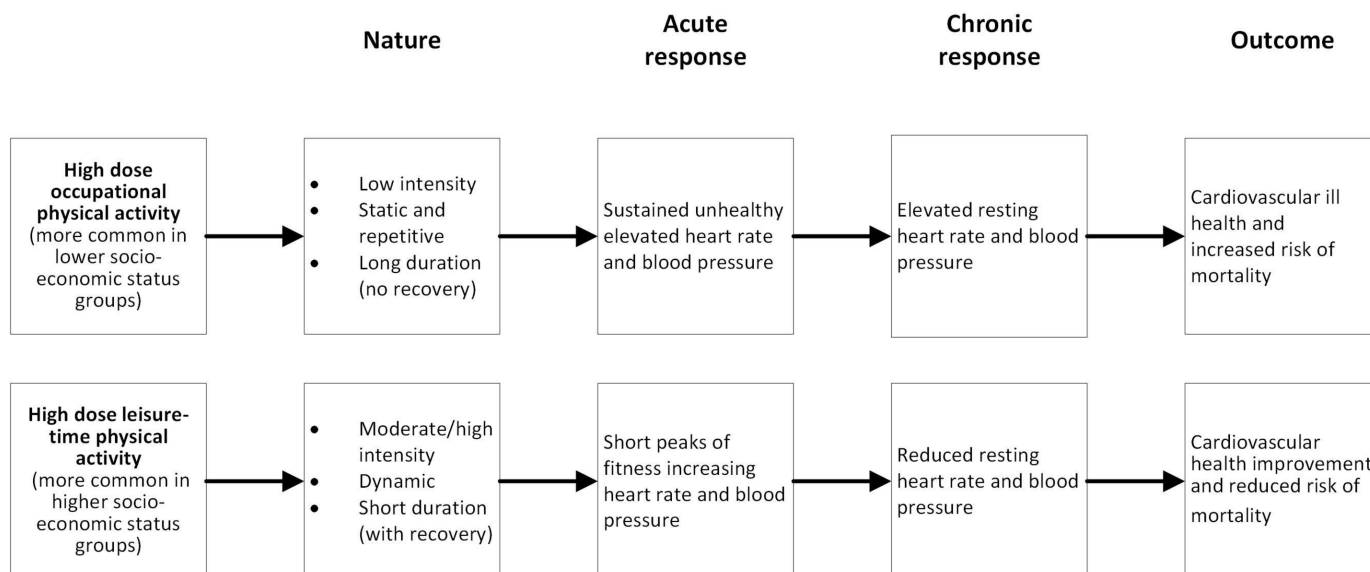 Nature
Acute
response
Chronic
response
Outcome
High dose
occupational
physical activity
(more common in
lower socio-
economic status
groups)
• Low intensity
• Static and
repetitive
• Long duration
(no recovery)
Sustained unhealthy
elevated heart rate
and blood pressure
Elevated resting
heart rate and blood
pressure
Cardiovascular ill
health and
increased risk of
mortality
High dose leisure-
time physical
activity
(more common in
higher socio-
economic status
groups)
• Moderate/high
intensity
• Dynamic
• Short duration
(with recovery)
Short peaks of
fitness increasing
heart rate and blood
pressure
Reduced resting
heart rate and blood
pressure
Cardiovascular
health improvement
and reduced risk of
mortality